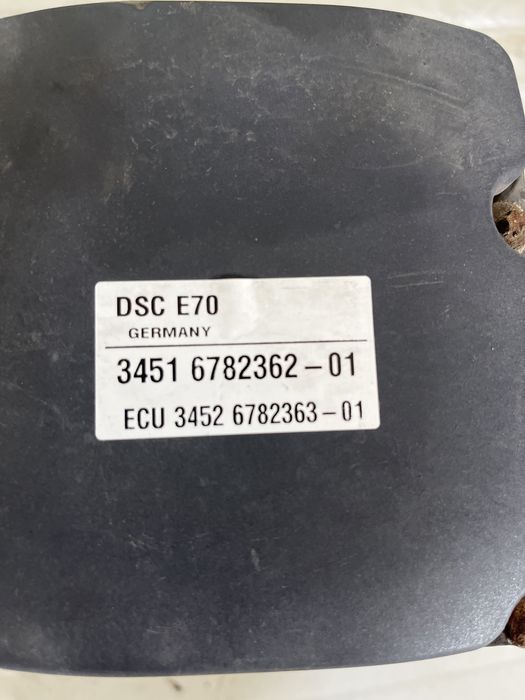 DSC E70
GERMANY
3451 6782362-01
ECU 3452 6782363-01